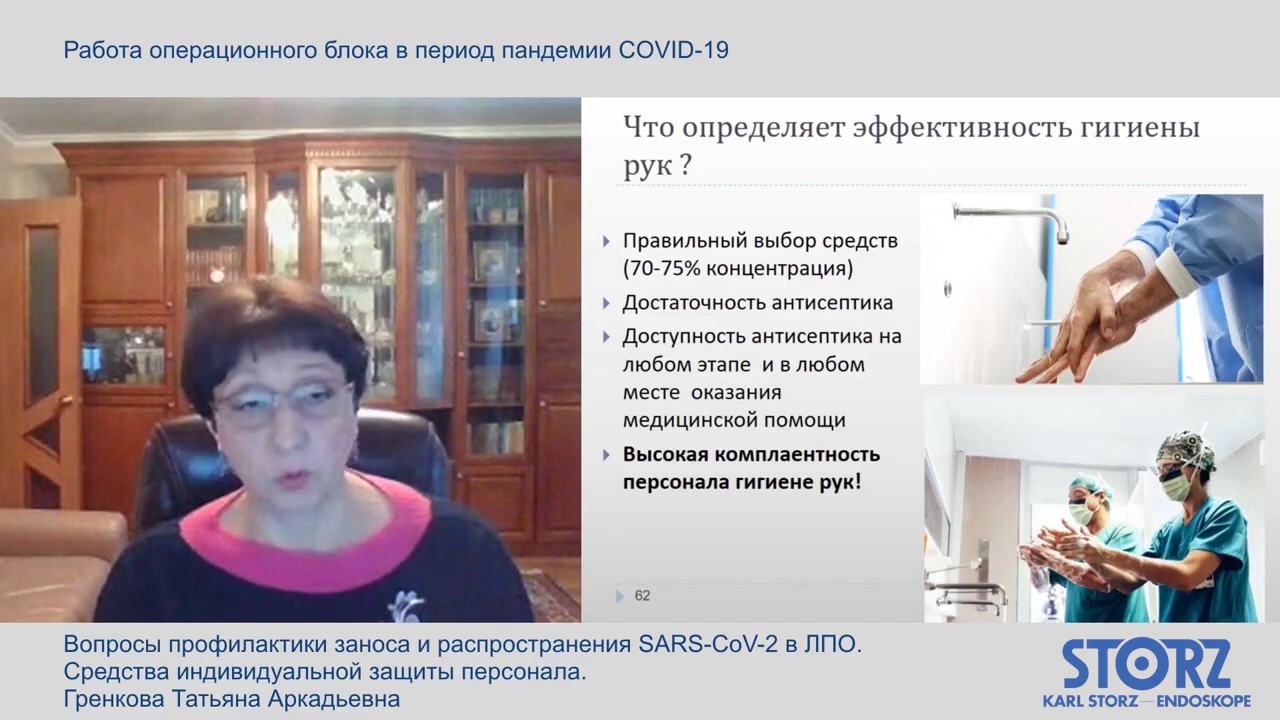 Работа операционного блока в период пандемии COVID-19
Что определяет эффективность гигиены
рук ?
Правильный выбор средств
(70-75% концентрация)
Достаточность антисептика
Доступность антисептика на
любом этапе и в любом
месте оказания
медицинской помощи
Высокая комплаентность
персонала гигиене рук!
62
Вопросы профилактики заноса и распространения SARS-CoV-2 в ЛПО.
Средства индивидуальной защиты персонала.
Гренкова Татьяна Аркадьевна
STORZ
KARL STORZ—ENDOSKOPE